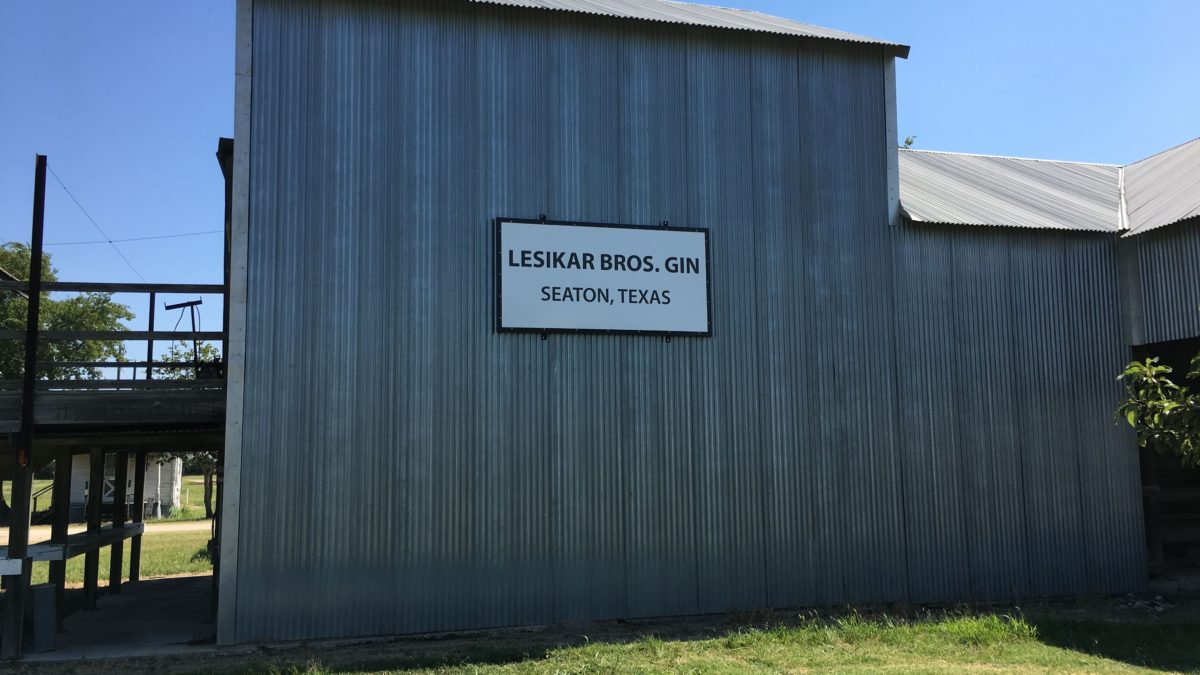 LESIKAR BROS. GIN
SEATON, TEXAS